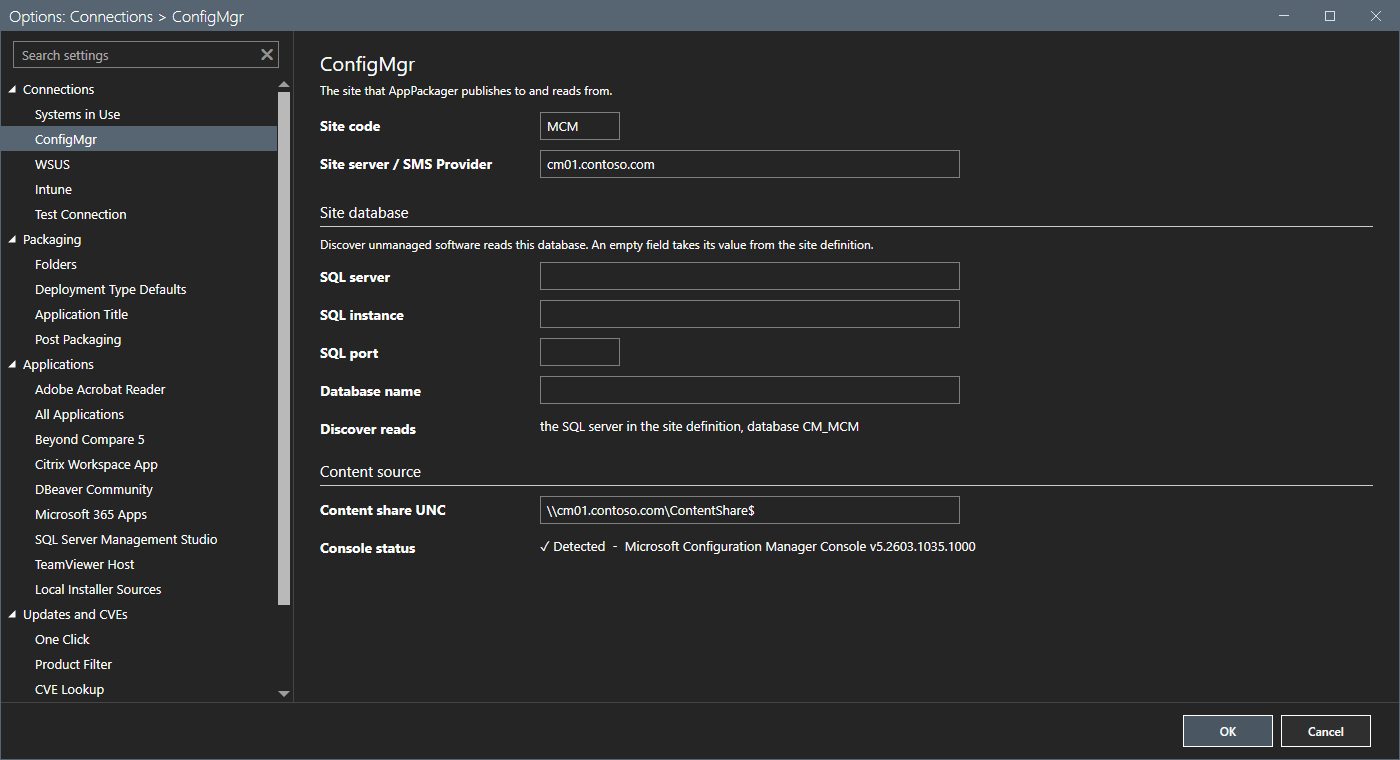 Options: Connections > ConfigMgr
Search settings
Connections
Systems in Use
ConfigMgr
WSUS
Intune
Test Connection
Packaging
Folders
Deployment Type Defaults
Application Title
Post Packaging
Applications
Adobe Acrobat Reader
All Applications
Beyond Compare 5
Citrix Workspace App
DBeaver Community
Microsoft 365 Apps
SQL Server Management Studio
TeamViewer Host
Local Installer Sources
Updates and CVEs
One Click
Product Filter
CVE Lookup
ConfigMgr
The site that AppPackager publishes to and reads from.
Site code MCM
Site server / SMS Provider cm01.contoso.com
Site database
Discover unmanaged software reads this database. An empty field takes its value from the site definition.
SQL server
SQL instance
SQL port
Database name
Discover reads the SQL server in the site definition, database CM_MCM
Content source
Content share UNC \\cm01.contoso.com\ContentShare$
Console status ✓ Detected - Microsoft Configuration Manager Console v5.2603.1035.1000
OK Cancel